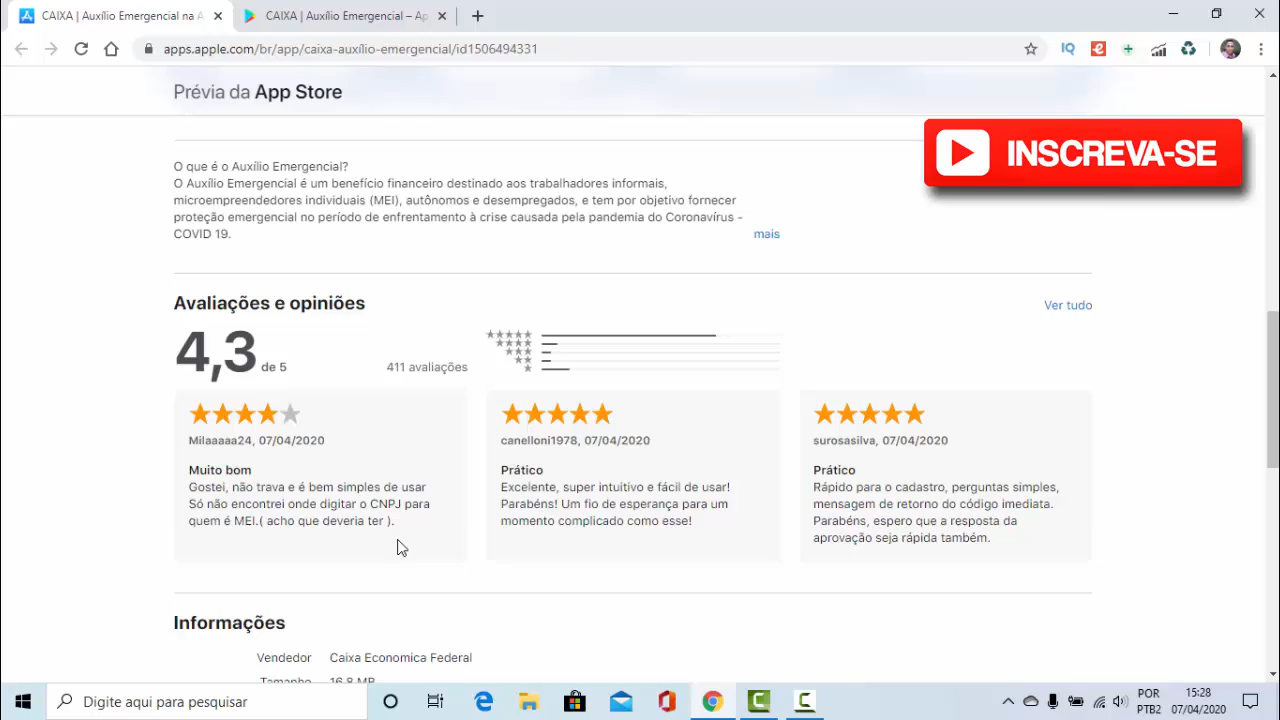 CAIXA | Auxílio Emergencial na A
CAIXA | Auxílio Emergencial – Ap
apps.apple.com/br/app/caixa-auxílio-emergencial/id1506494331
IQ
Prévia da App Store
INSCREVA-SE
O que é o Auxílio Emergencial?
O Auxílio Emergencial é um benefício financeiro destinado aos trabalhadores informais,
microempreendedores individuais (MEI), autônomos e desempregados, e tem por objetivo fornecer
proteção emergencial no período de enfrentamento à crise causada pela pandemia do Coronavírus -
COVID 19.
mais
Avaliações e opiniões
Ver tudo
4,3 de 5
411 avaliações
Milaaaaa24, 07/04/2020
Muito bom
Gostei, não trava e é bem simples de usar
Só não encontrei onde digitar o CNPJ para
quem é MEI.( acho que deveria ter ).
canelloni1978, 07/04/2020
Prático
Excelente, super intuitivo e fácil de usar!
Parabéns! Um fio de esperança para um
momento complicado como esse!
surosasilva, 07/04/2020
Prático
Rápido para o cadastro, perguntas simples,
mensagem de retorno do código imediata.
Parabéns, espero que a resposta da
aprovação seja rápida também.
Informações
Vendedor Caixa Economica Federal
Tamanho 16.8 MB
Digite aqui para pesquisar
POR
PTB2
15:28
07/04/2020